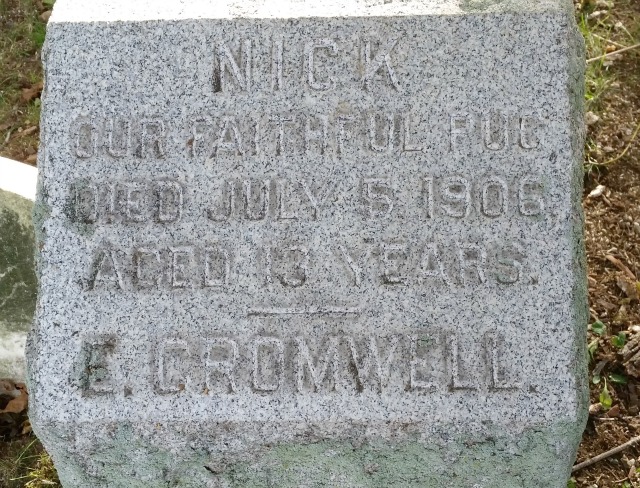 NICK
OUR FAITHFUL PUG
DIED JULY 5. 1906.
AGED 13 YEARS.
E. CROMWELL.